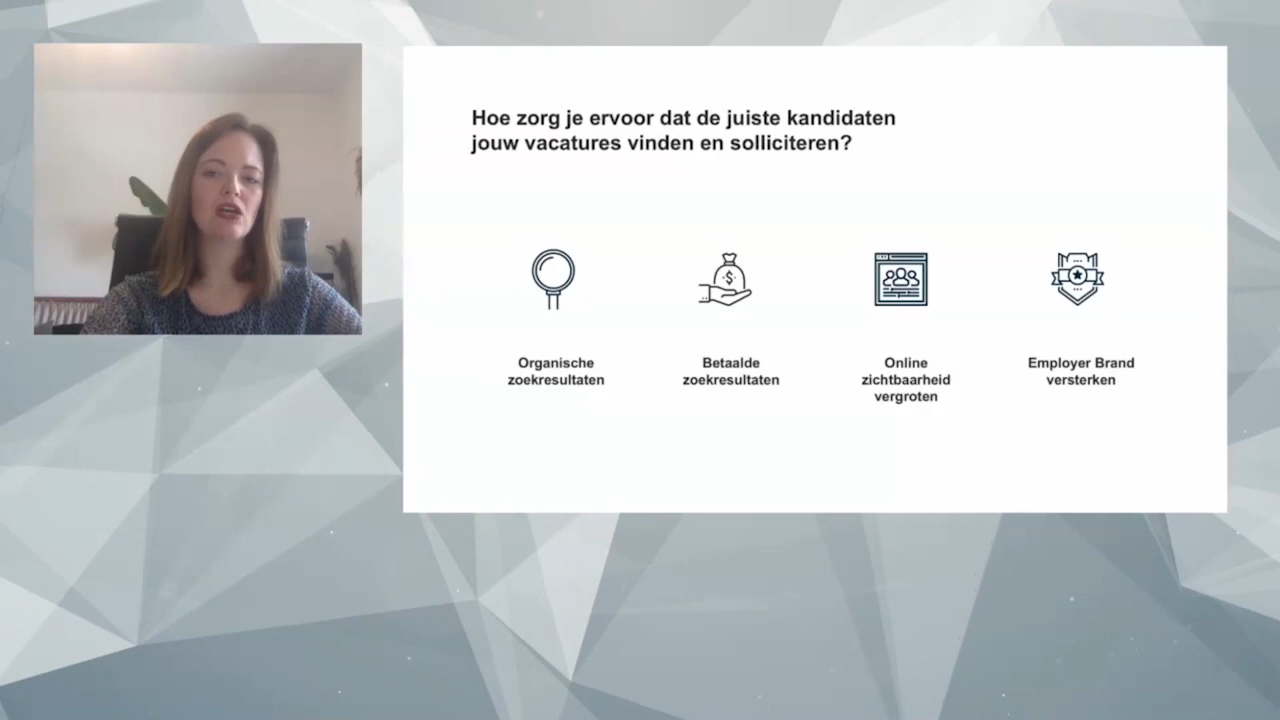 Hoe zorg je ervoor dat de juiste kandidaten
jouw vacatures vinden en solliciteren?
Organische
zoekresultaten
Betaalde
zoekresultaten
Online
zichtbaarheid
vergroten
Employer Brand
versterken